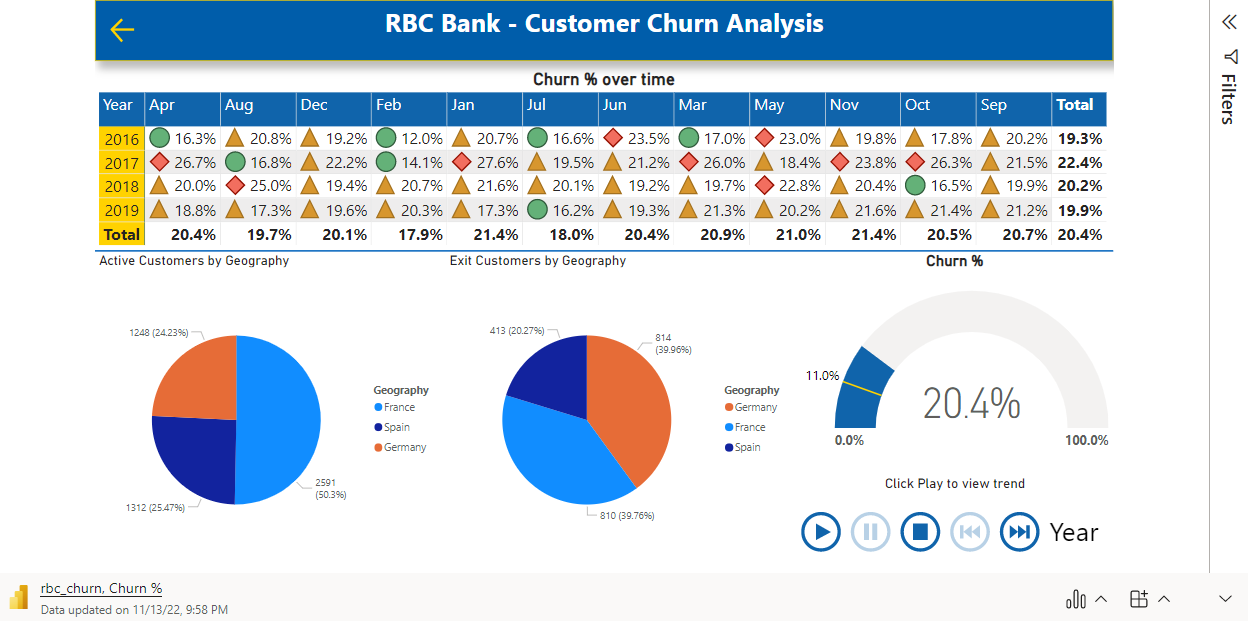 RBC Bank - Customer Churn Analysis
Churn % over time
Year Apr Aug Dec Feb Jan Jul Jun Mar May Nov Oct Sep Total
2016 16.3% 20.8% 19.2% 12.0% 20.7% 16.6% 23.5% 17.0% 23.0% 19.8% 17.8% 20.2% 19.3%
2017 26.7% 16.8% 22.2% 14.1% 27.6% 19.5% 21.2% 26.0% 18.4% 23.8% 26.3% 21.5% 22.4%
2018 20.0% 25.0% 19.4% 20.7% 21.6% 20.1% 19.2% 19.7% 22.8% 20.4% 16.5% 19.9% 20.2%
2019 18.8% 17.3% 19.6% 20.3% 17.3% 16.2% 19.3% 21.3% 20.2% 21.6% 21.4% 21.2% 19.9%
Total 20.4% 19.7% 20.1% 17.9% 21.4% 18.0% 20.4% 20.9% 21.0% 21.4% 20.5% 20.7% 20.4%
Active Customers by Geography
1248 (24.23%)
1312 (25.47%)
2591
(50.3%)
Geography
France
Spain
Germany
Exit Customers by Geography
413 (20.27%)
814
(39.96%)
810 (39.76%)
Geography
Germany
France
Spain
Churn %
11.0%
20.4%
0.0%
100.0%
Click Play to view trend
Year
Filters
rbc_churn, Churn %
Data updated on 11/13/22, 9:58 PM